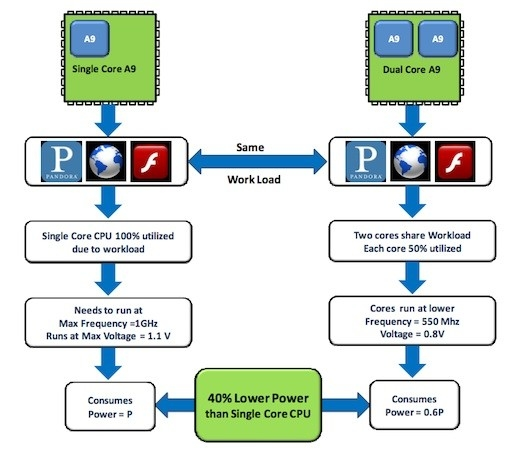 A9
Single Core A9
A9 A9
Dual Core A9
P
PANDORA
f
Same
Work Load
P
PANDORA
f
Single Core CPU 100% utilized
due to workload
Two cores share Workload
Each core 50% utilized
Needs to run at
Max Frequency =1GHz
Runs at Max Voltage = 1.1 V
Cores run at lower
Frequency = 550 Mhz
Voltage = 0.8V
Consumes
Power = P
40% Lower Power
than Single Core CPU
Consumes
Power = 0.6P